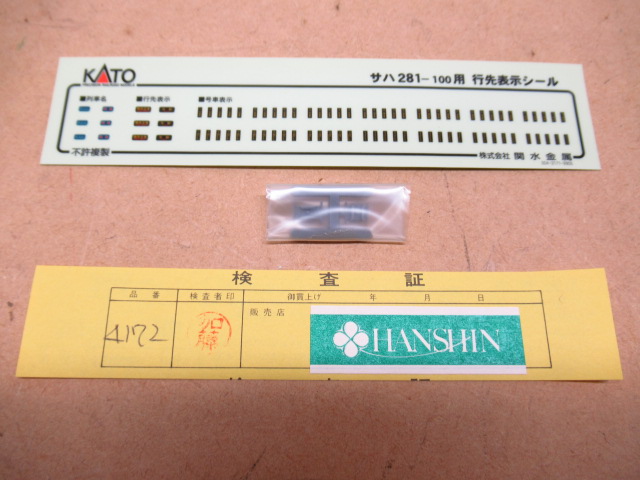 KATO
サハ281-100用 行先表示シール
■列車名 ■行先表示 ■号車表示
不許複製
株式会社 関水金属
検査証
品番 検査者印 御買上げ 年 月 日
4172 加藤 販売店
HANSHIN